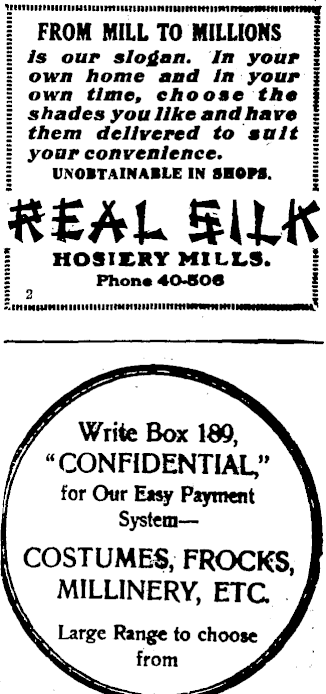 FROM MILL TO MILLIONS
is our slogan. In your
own home and in your
own time, choose the
shades you like and have
them delivered to suit
your convenience.
UNOBTAINABLE IN SHOPS.
REAL SILK
HOSIERY MILLS.
Phone 40-506
2
Write Box 189,
"CONFIDENTIAL,"
for Our Easy Payment
System—
COSTUMES, FROCKS,
MILLINERY, ETC.
Large Range to choose
from